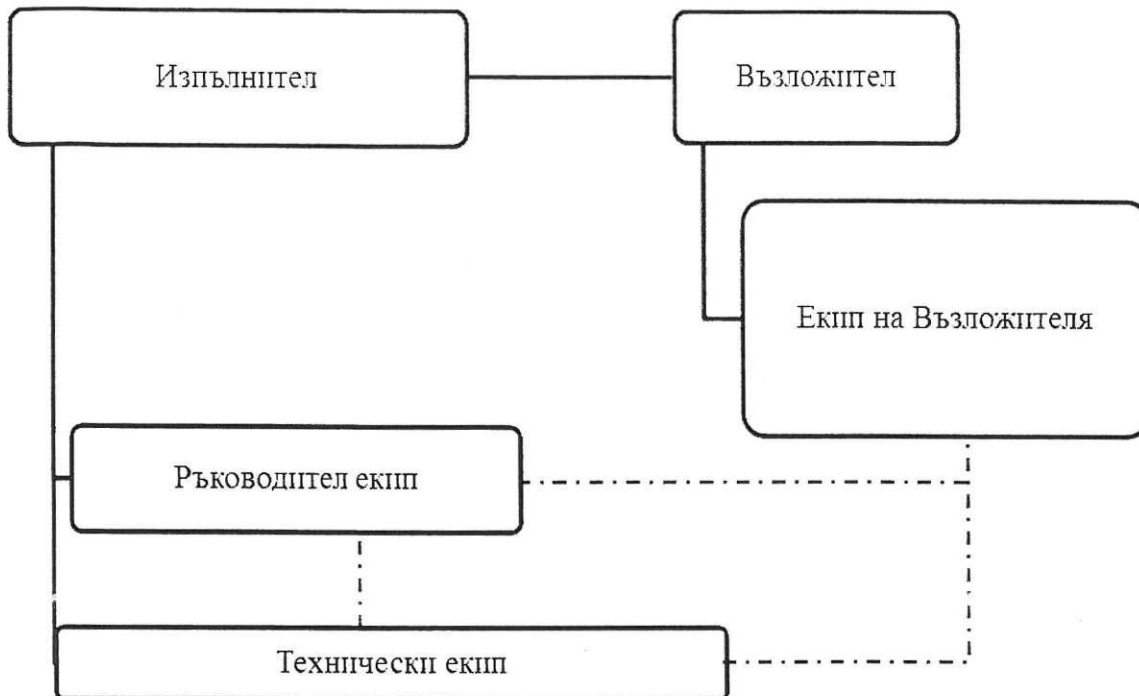 Изпълнител
Възложител
Екип на Възложителя
Ръководител екип
Технически екип